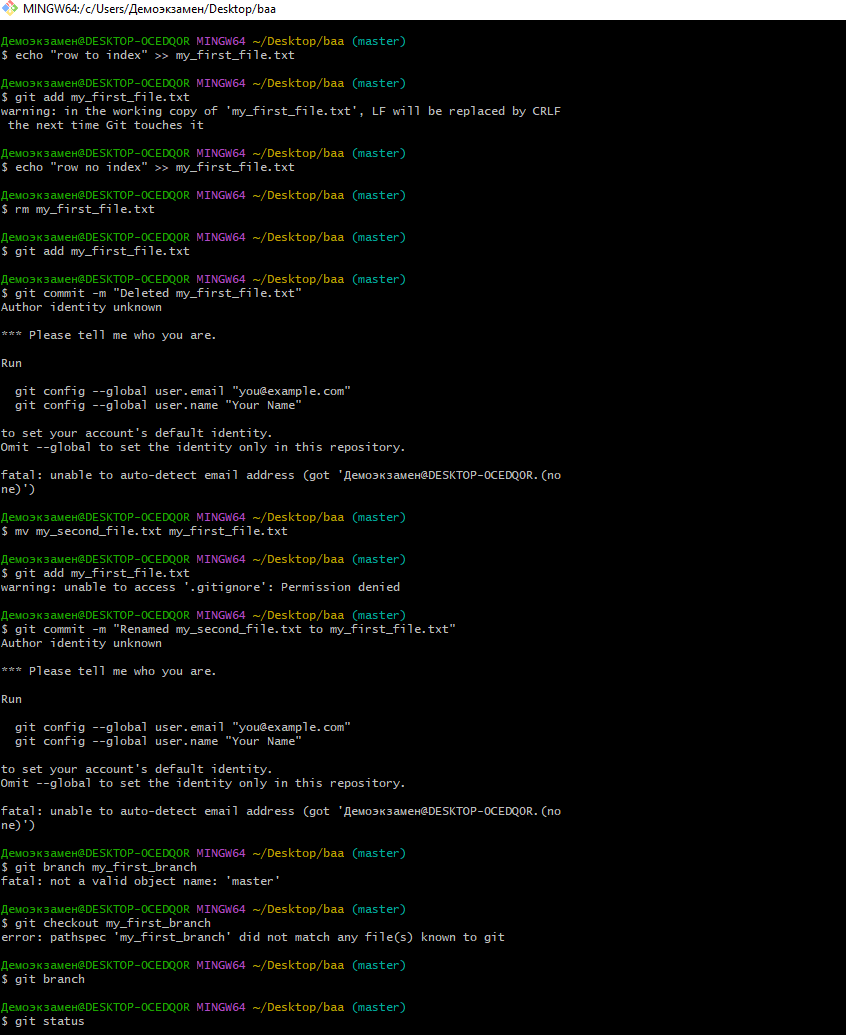 MINGW64:/c/Users/Демоэкзамен/Desktop/baa
Демоэкзамен@DESKTOP-OCEDQOR MINGW64 ~/Desktop/baa (master)
$ echo "row to index" >> my_first_file.txt
Демоэкзамен@DESKTOP-OCEDQOR MINGW64 ~/Desktop/baa (master)
$ git add my_first_file.txt
warning: in the working copy of 'my_first_file.txt', LF will be replaced by CRLF
the next time Git touches it
Демоэкзамен@DESKTOP-OCEDQOR MINGW64 ~/Desktop/baa (master)
$ echo "row no index" >> my_first_file.txt
Демоэкзамен@DESKTOP-OCEDQOR MINGW64 ~/Desktop/baa (master)
$ rm my_first_file.txt
Демоэкзамен@DESKTOP-OCEDQOR MINGW64 ~/Desktop/baa (master)
$ git add my_first_file.txt
Демоэкзамен@DESKTOP-OCEDQOR MINGW64 ~/Desktop/baa (master)
$ git commit -m "Deleted my_first_file.txt"
Author identity unknown
*** Please tell me who you are.
Run
git config --global user.email "you@example.com"
git config --global user.name "Your Name"
to set your account's default identity.
Omit --global to set the identity only in this repository.
fatal: unable to auto-detect email address (got 'Демоэкзамен@DESKTOP-OCEDQOR.(no
ne)')
Демоэкзамен@DESKTOP-OCEDQOR MINGW64 ~/Desktop/baa (master)
$ mv my_second_file.txt my_first_file.txt
Демоэкзамен@DESKTOP-OCEDQOR MINGW64 ~/Desktop/baa (master)
$ git add my_first_file.txt
warning: unable to access '.gitignore': Permission denied
Демоэкзамен@DESKTOP-OCEDQOR MINGW64 ~/Desktop/baa (master)
$ git commit -m "Renamed my_second_file.txt to my_first_file.txt"
Author identity unknown
*** Please tell me who you are.
Run
git config --global user.email "you@example.com"
git config --global user.name "Your Name"
to set your account's default identity.
Omit --global to set the identity only in this repository.
fatal: unable to auto-detect email address (got 'Демоэкзамен@DESKTOP-OCEDQOR.(no
ne)')
Демоэкзамен@DESKTOP-OCEDQOR MINGW64 ~/Desktop/baa (master)
$ git branch my_first_branch
fatal: not a valid object name: 'master'
Демоэкзамен@DESKTOP-OCEDQOR MINGW64 ~/Desktop/baa (master)
$ git checkout my_first_branch
error: pathspec 'my_first_branch' did not match any file(s) known to git
Демоэкзамен@DESKTOP-OCEDQOR MINGW64 ~/Desktop/baa (master)
$ git branch
Демоэкзамен@DESKTOP-OCEDQOR MINGW64 ~/Desktop/baa (master)
$ git status